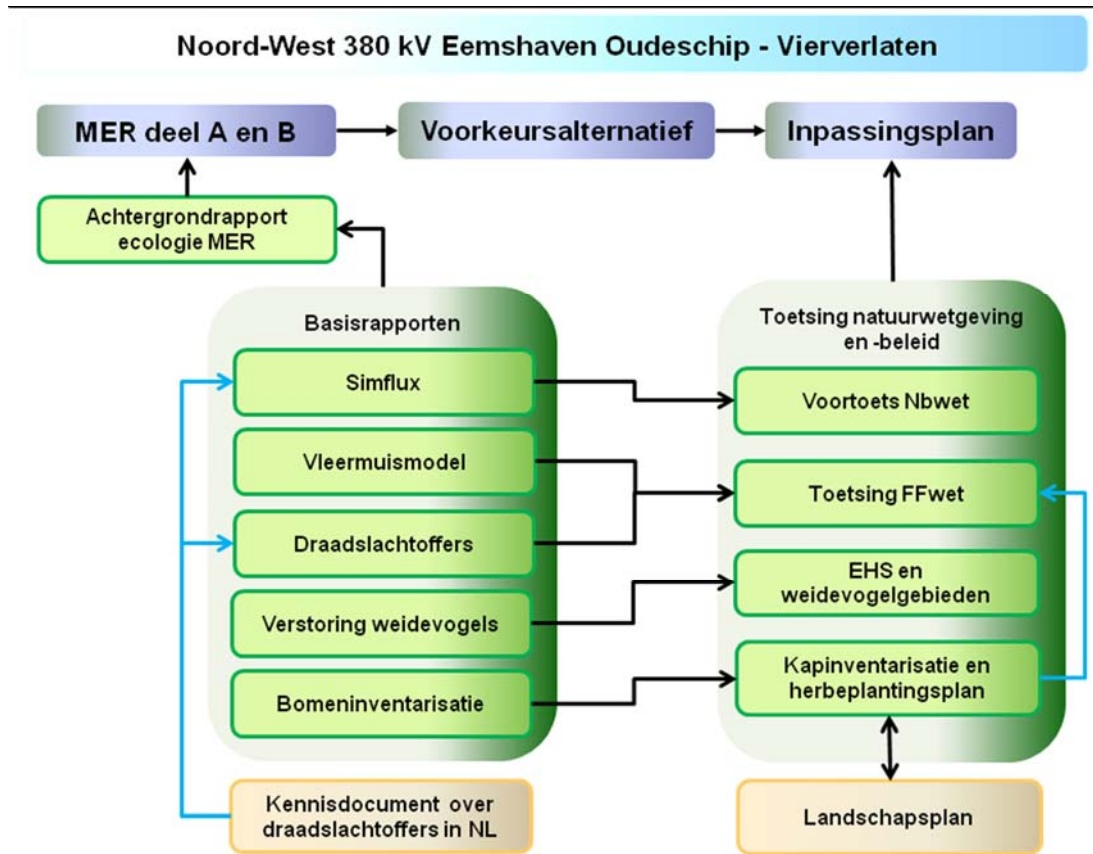 Noord-West 380 kV Eemshaven Oudeschip - Vierverlaten
MER deel A en B
Voorkeursalternatief
Inpassingsplan
Achtergrondrapport
ecologie MER
Basisrapporten
Simflux
Vleermuismodel
Draadslachtoffers
Verstoring weidevogels
Bomeninventarisatie
Kennisdocument over
draadslachtoffers in NL
Toetsing natuurwetgeving
en -beleid
Voortoets Nbwet
Toetsing FFwet
EHS en
weidevogelgebieden
Kapinventarisatie en
herbeplantingsplan
Landschapsplan